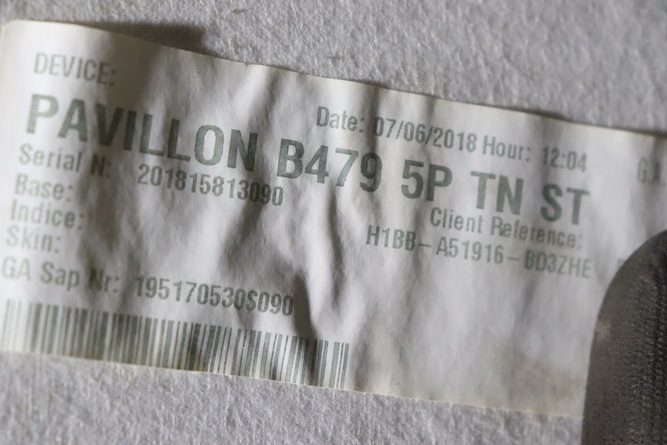 DEVICE:
Date: 07/06/2018 Hour: 12:04
PAVILLON B479 5P TN ST
Serial N: 201815813090
Client Reference:
Base:
H1BB-A51916-BD3ZHE
Indice:
Skin:
GA Sap Nr: 195170530S090